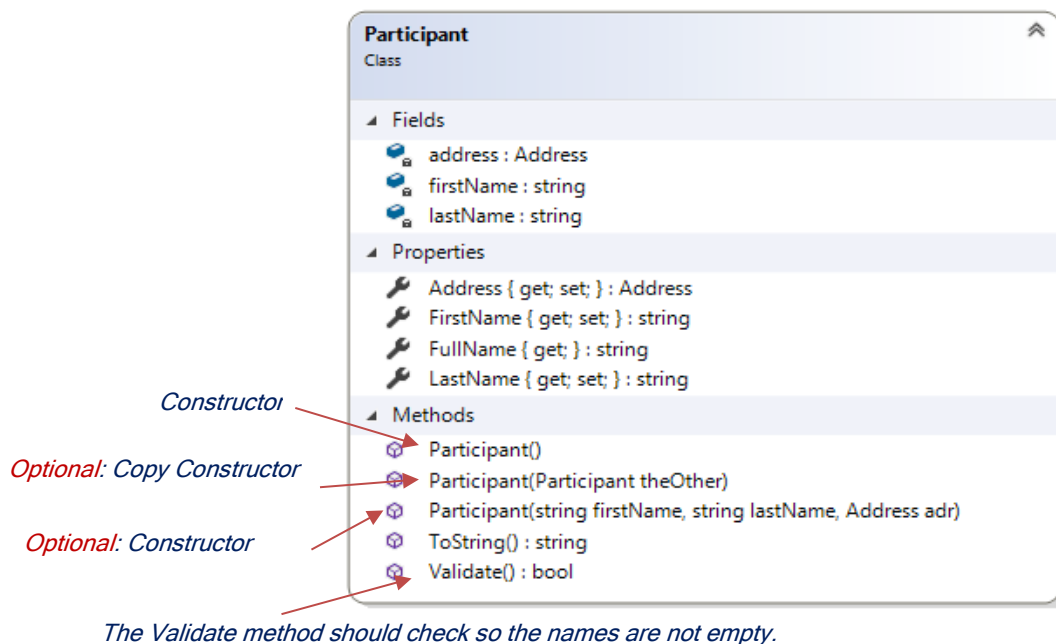 Participant
Class
Fields
address : Address
firstName : string
lastName : string
Properties
Address { get; set; } : Address
FirstName { get; set; } : string
FullName { get; } : string
LastName { get; set; } : string
Constructor
Methods
Participant()
Optional: Copy Constructor
Participant(Participant theOther)
Participant(string firstName, string lastName, Address adr)
Optional: Constructor
ToString() : string
Validate() : bool
The Validate method should check so the names are not empty.